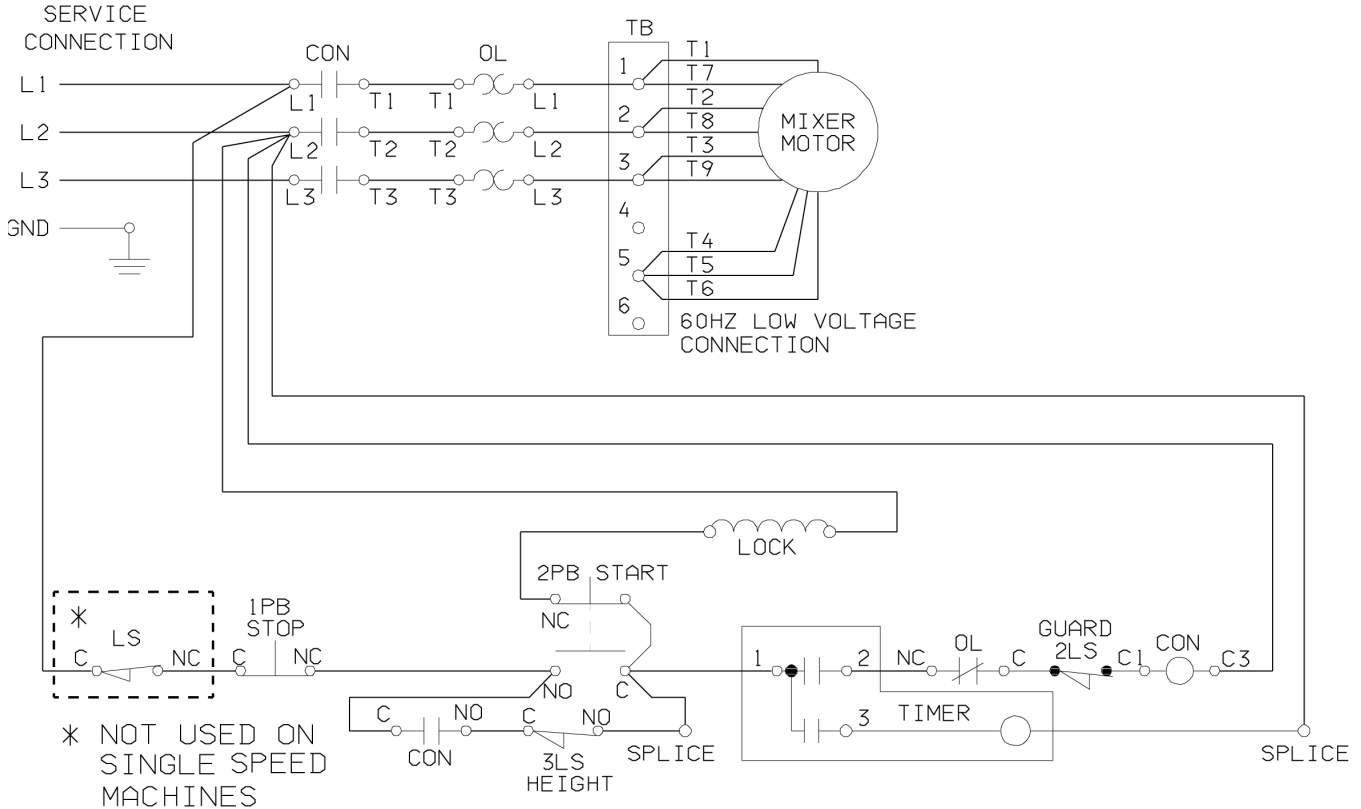 SERVICE
CONNECTION
TB
CON
OL
T1
L1
1
T7
L1
T1
T1
L1
T2
2
MIXER
L2
T8
MOTOR
L2
T2
T2
L2
T3
3
L3
T9
L3
T3
T3
L3
4
GND
T4
5
T5
T6
6
60HZ LOW VOLTAGE
CONNECTION
LOCK
2PB START
NC
1PB
STOP
*
LS
C
NC
C
NC
NO
C
1
2
NC
OL
C
GUARD
2LS
C1
CON
C3
C
NO
C
NO
3
TIMER
CON
3LS
HEIGHT
SPLICE
SPLICE
* NOT USED ON
SINGLE SPEED
MACHINES